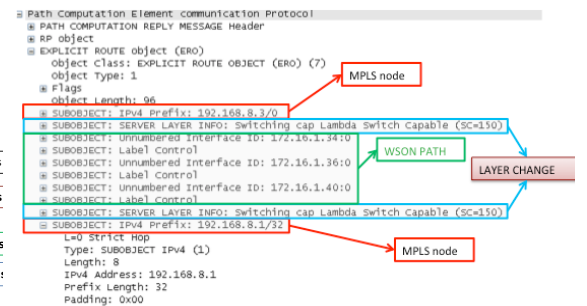 Path Computation Element communication Protocol
PATH COMPUTATION REPLY MESSAGE Header
RP object
EXPLICIT ROUTE object (ERO)
Object Class: EXPLICIT ROUTE OBJECT (ERO) (7)
Object Type: 1
Flags
Object Length: 96
SUBOBJECT: IPv4 Prefix: 192.168.8.3/0
SUBOBJECT: SERVER LAYER INFO: Switching cap Lambda Switch Capable (SC=150)
SUBOBJECT: Unnumbered Interface ID: 172.16.1.34:0
SUBOBJECT: Label Control
SUBOBJECT: Unnumbered Interface ID: 172.16.1.36:0
SUBOBJECT: Label Control
SUBOBJECT: Unnumbered Interface ID: 172.16.1.40:0
SUBOBJECT: Label Control
SUBOBJECT: SERVER LAYER INFO: Switching cap Lambda Switch Capable (SC=150)
SUBOBJECT: IPv4 Prefix: 192.168.8.1/32
L=0 Strict Hop
Type: SUBOBJECT IPv4 (1)
Length: 8
IPv4 Address: 192.168.8.1
Prefix Length: 32
Padding: 0x00
MPLS node
WSON PATH
LAYER CHANGE
MPLS node